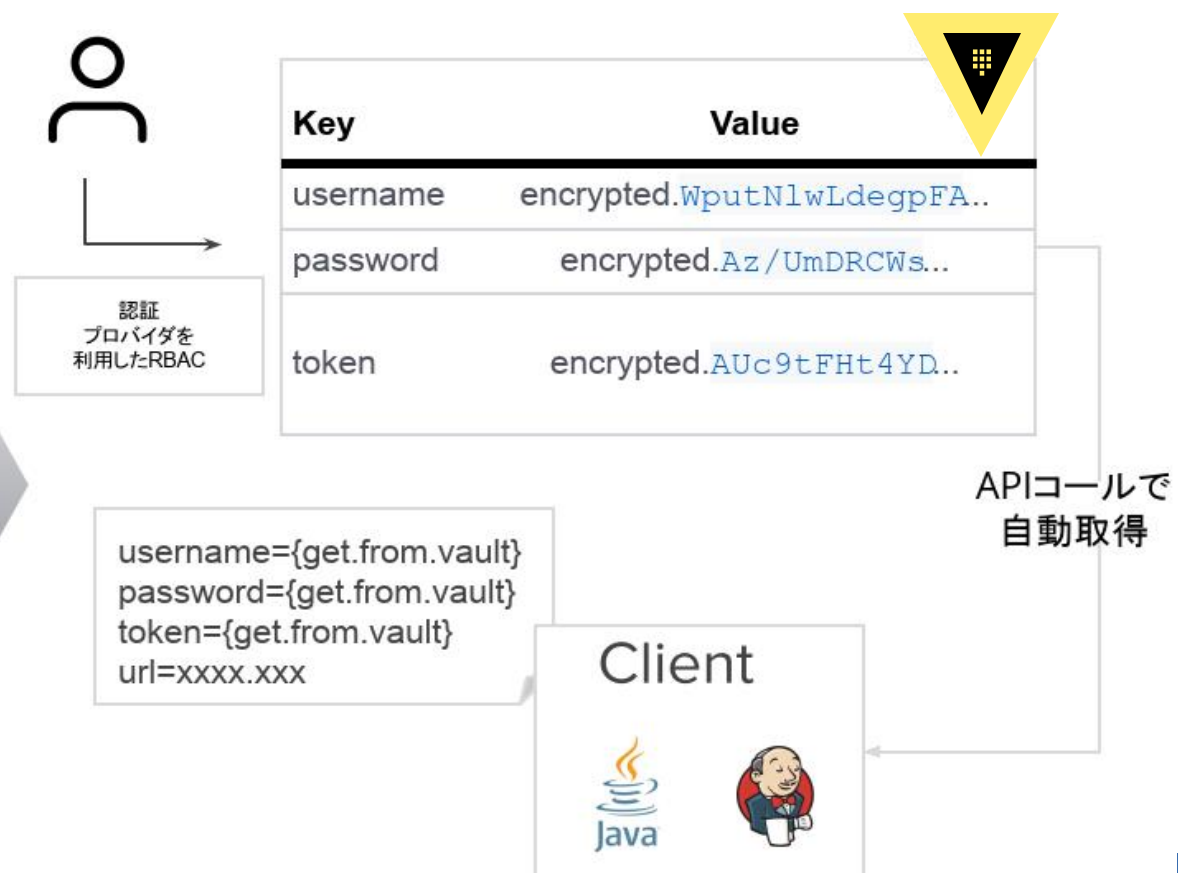 Key Value
username encrypted.WputNlwLdegpFA..
password encrypted.Az/UmDRCWs...
token encrypted.AUc9tFHt4YD...
認証
プロバイダを
利用したRBAC
APIコールで
自動取得
username={get.from.vault}
password={get.from.vault}
token={get.from.vault}
url=xxxx.xxx
Client
Java